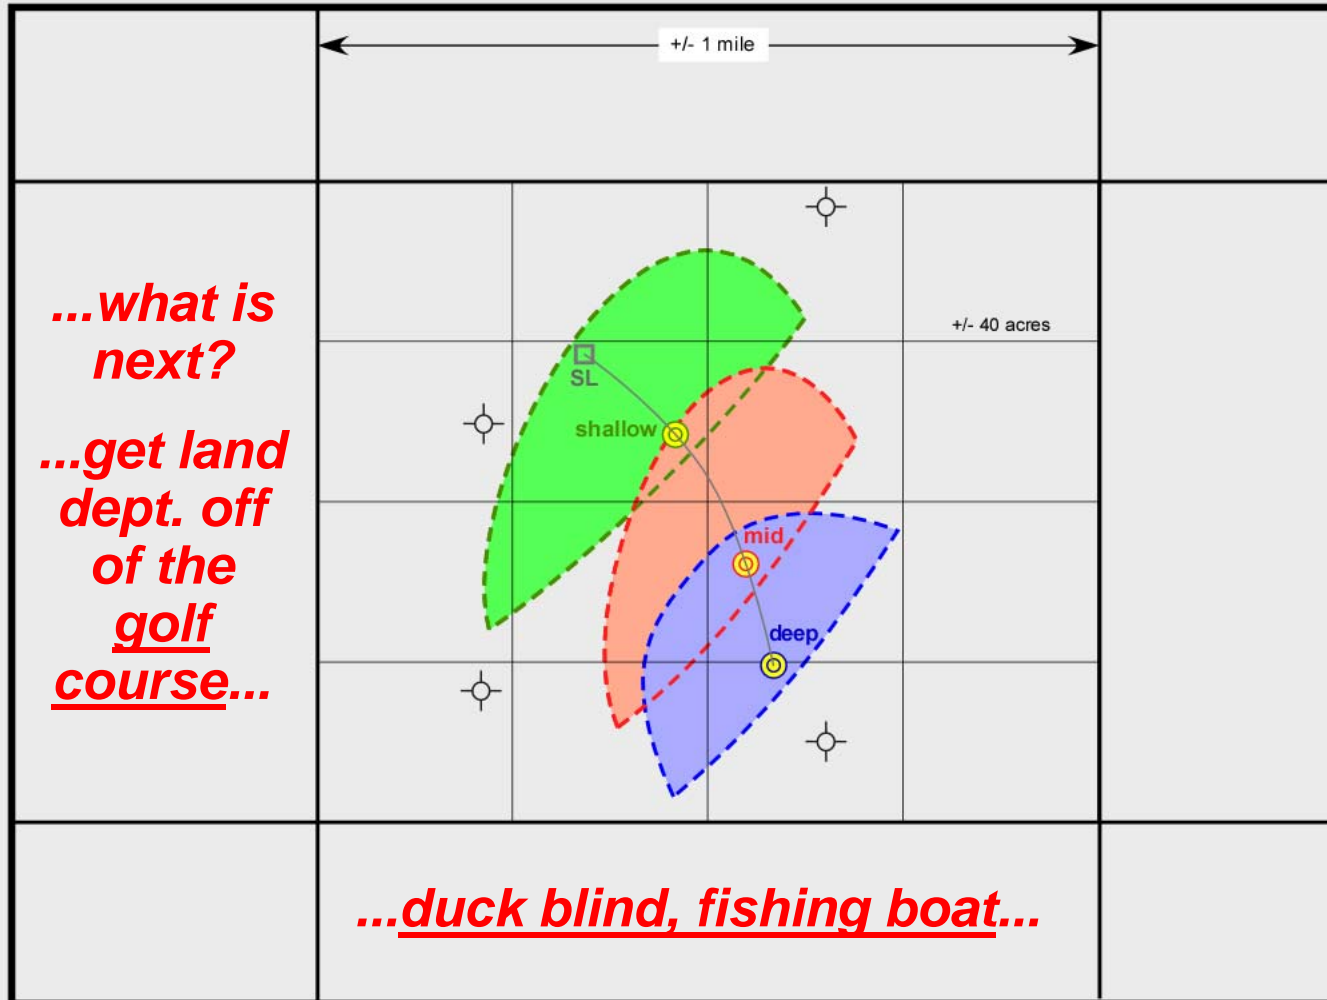 +/- 1 mile
...what is
next?
...get land
dept. off
of the
golf
course...
+/- 40 acres
SL
shallow
mid
deep
...duck blind, fishing boat...